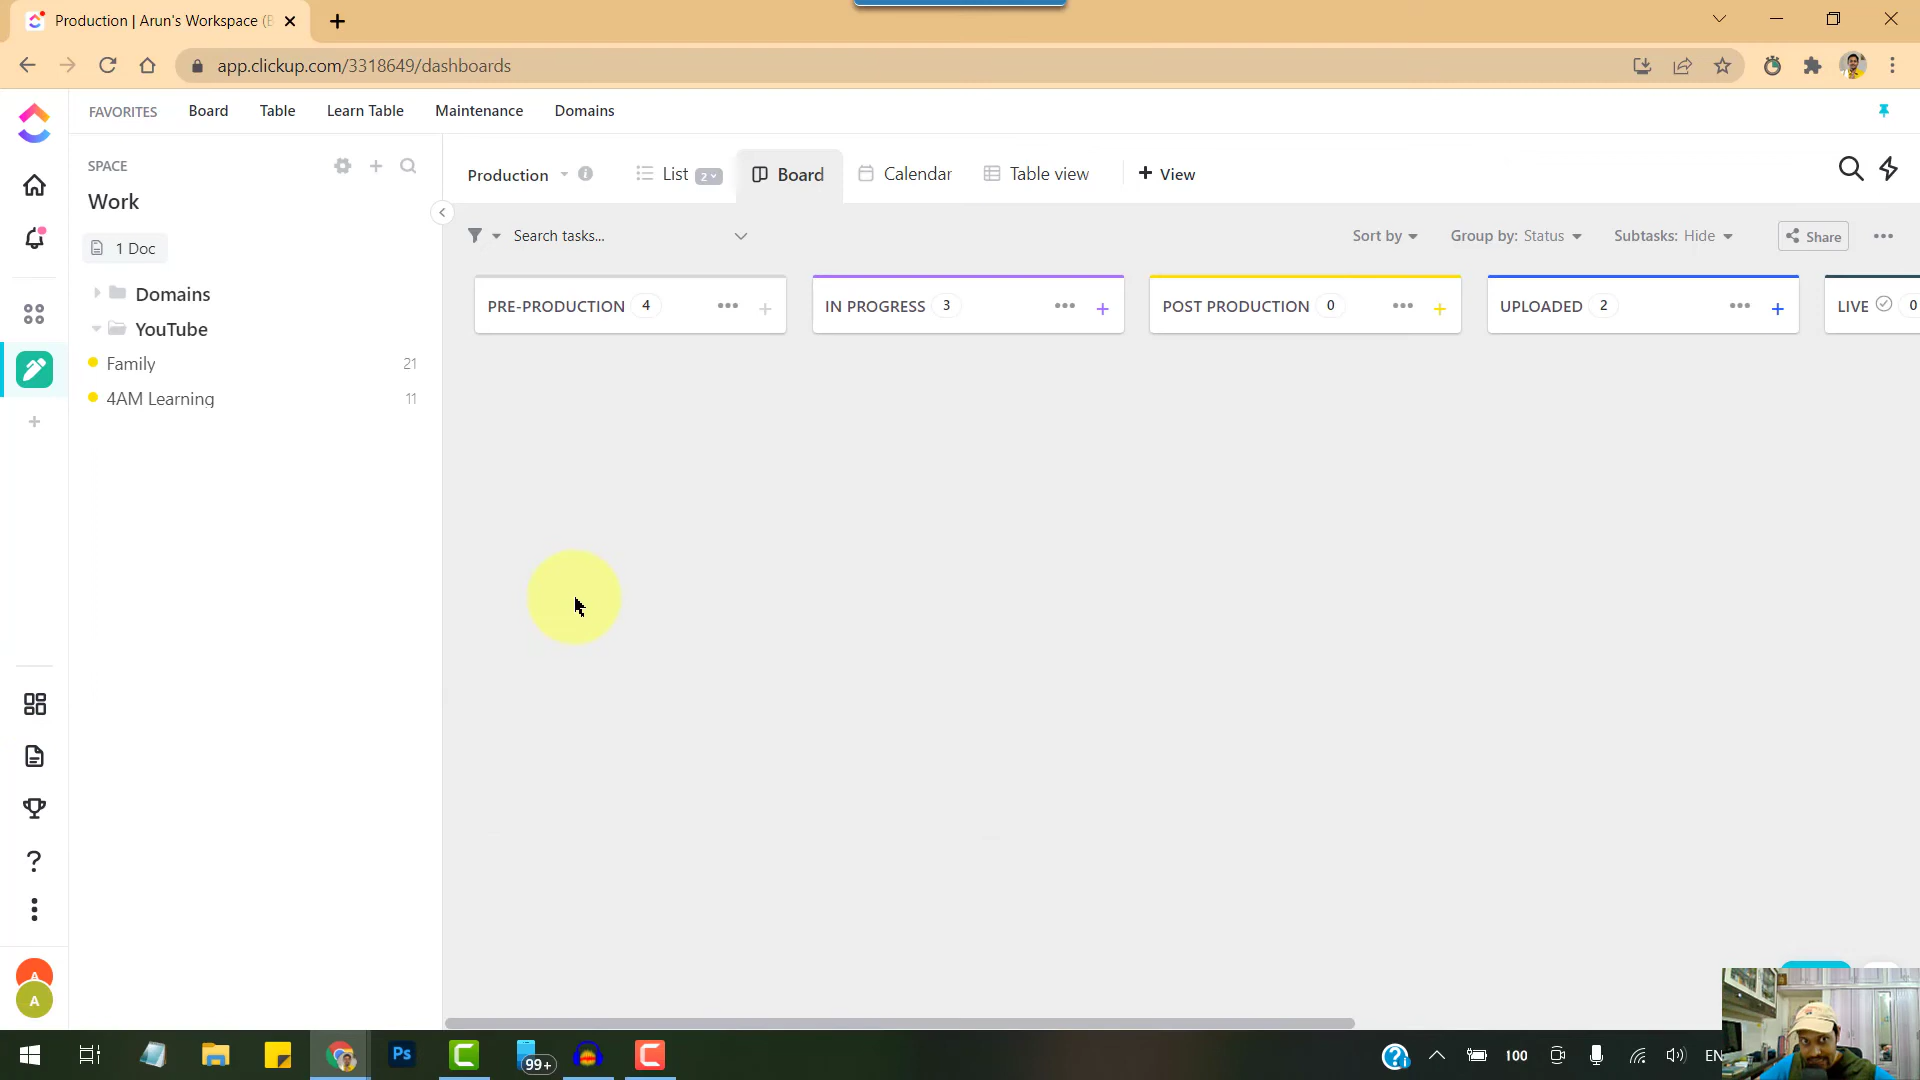 Production | Arun's Workspace (
app.clickup.com/3318649/dashboards
FAVORITES Board Table Learn Table Maintenance Domains
SPACE
Work
1 Doc
Domains
YouTube
Family 21
4AM Learning 11
Production List 2 Board Calendar Table view + View
Search tasks... Sort by Group by: Status Subtasks: Hide Share
PRE-PRODUCTION 4 IN PROGRESS 3 POST PRODUCTION 0 UPLOADED 2 LIVE 0
A
A
Ps 99+ 100 EN